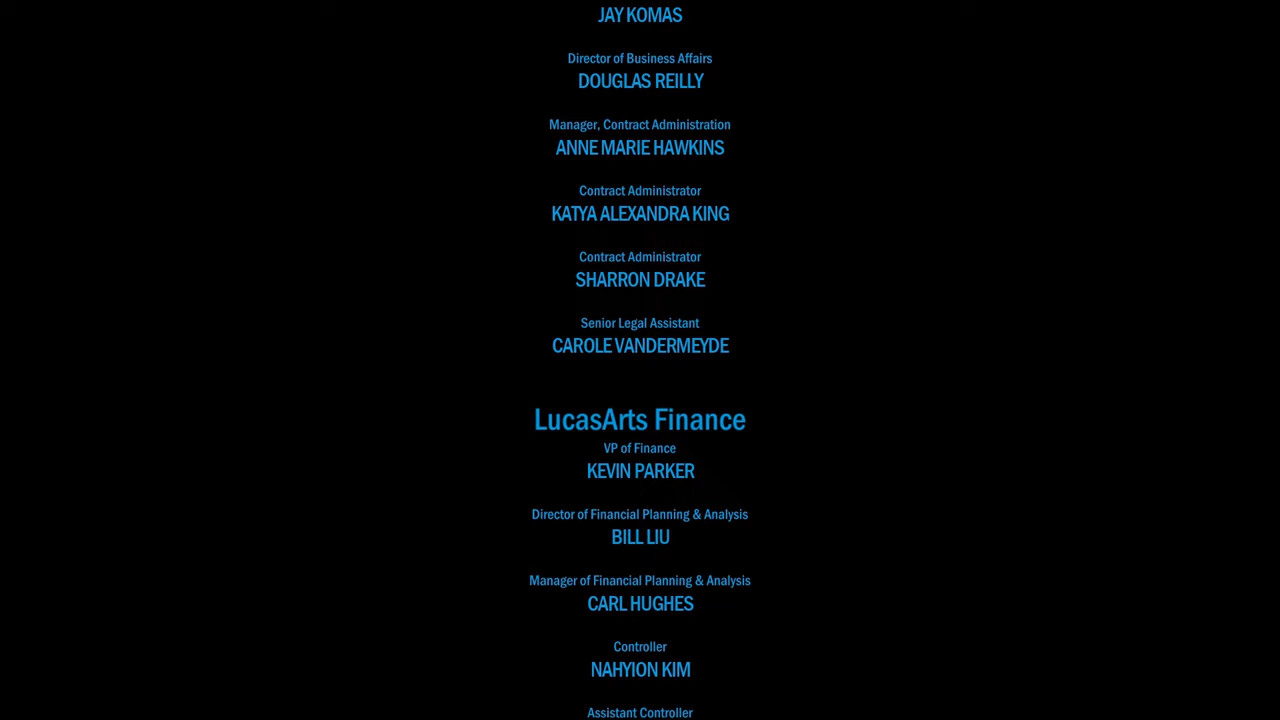 JAY KOMAS
Director of Business Affairs
DOUGLAS REILLY
Manager, Contract Administration
ANNE MARIE HAWKINS
Contract Administrator
KATYA ALEXANDRA KING
Contract Administrator
SHARRON DRAKE
Senior Legal Assistant
CAROLE VANDERMEYDE
LucasArts Finance
VP of Finance
KEVIN PARKER
Director of Financial Planning & Analysis
BILL LIU
Manager of Financial Planning & Analysis
CARL HUGHES
Controller
NAHYION KIM
Assistant Controller